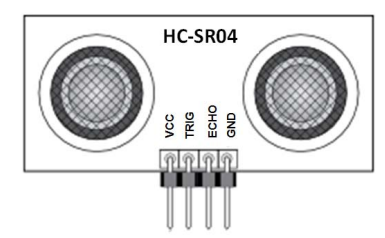 HC-SR04
VCC
TRIG
ECHO
GND